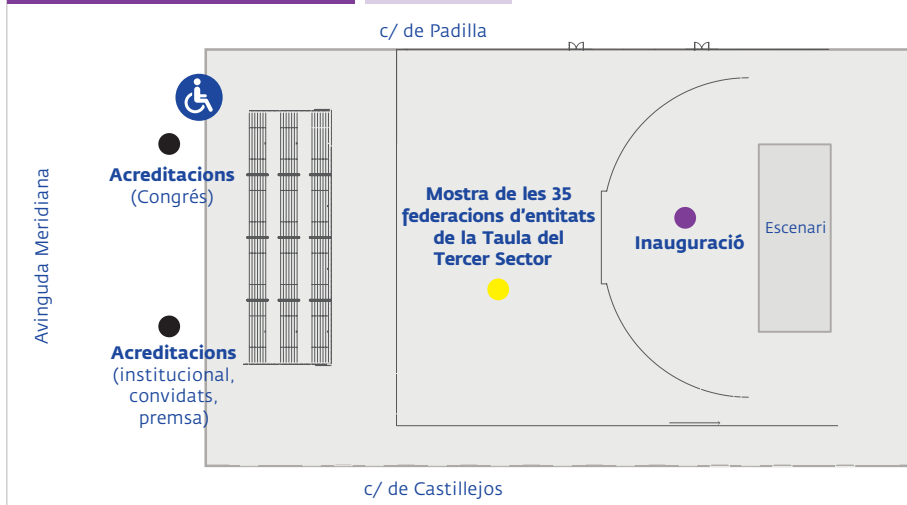 c/ de Padilla
Acreditacions
(Congrés)
Avinguda Meridiana
Mostra de les 35
federacions d'entitats
de la Taula del
Tercer Sector
Inauguració
Escenari
Acreditacions
(institucional,
convidats,
premsa)
c/ de Castillejos